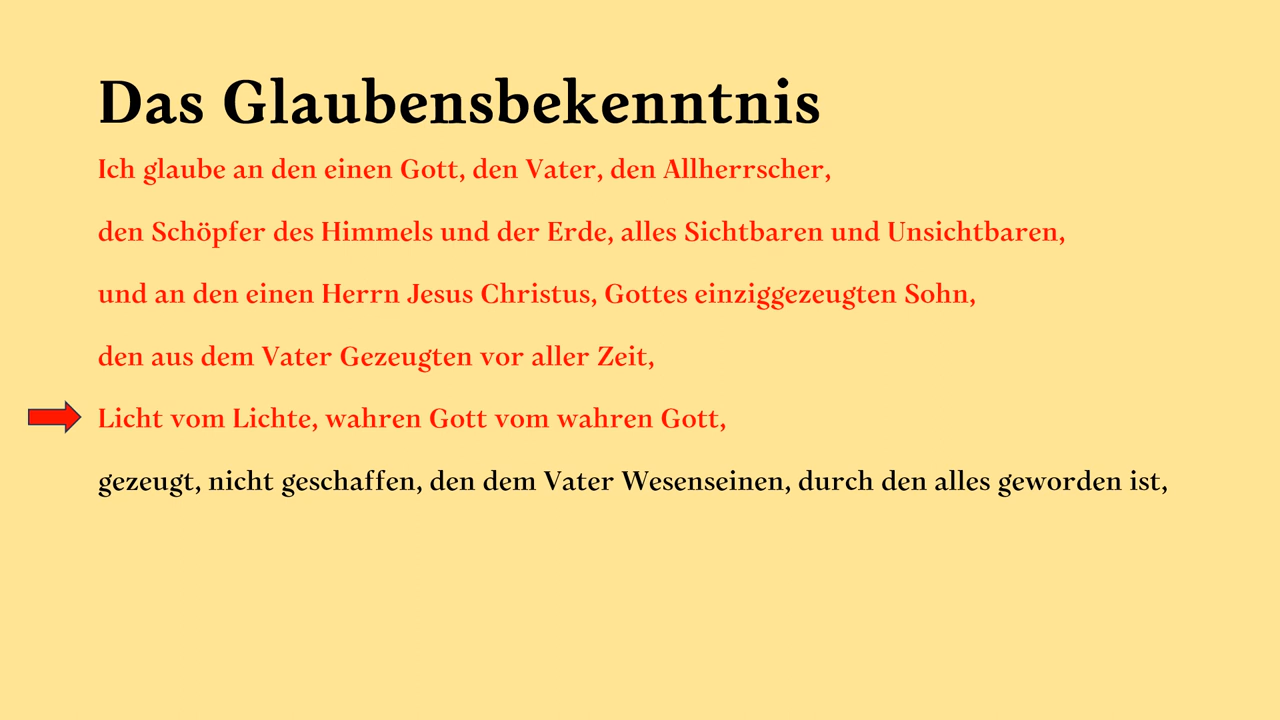 Das Glaubensbekenntnis
Ich glaube an den einen Gott, den Vater, den Allherrscher,
den Schöpfer des Himmels und der Erde, alles Sichtbaren und Unsichtbaren,
und an den einen Herrn Jesus Christus, Gottes einziggezeugten Sohn,
den aus dem Vater Gezeugten vor aller Zeit,
Licht vom Lichte, wahren Gott vom wahren Gott,
gezeugt, nicht geschaffen, den dem Vater Wesenseinen, durch den alles geworden ist,